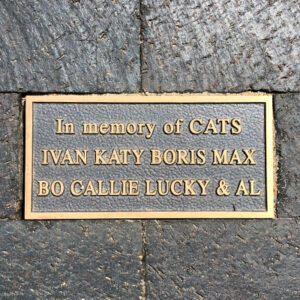 In memory of CATS
IVAN KATY BORIS MAX
BO CALLIE LUCKY & AL